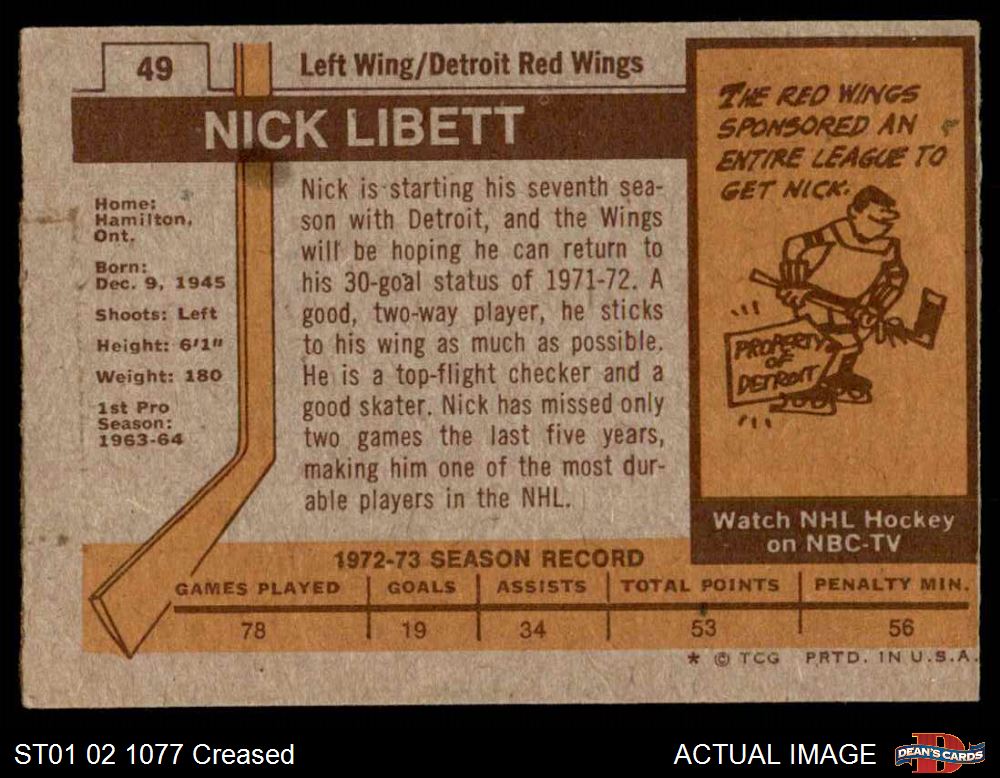 49
Left Wing/Detroit Red Wings
NICK LIBETT
Home:
Hamilton,
Ont.
Born:
Dec. 9, 1945
Shoots: Left
Height: 6'1"
Weight: 180
1st Pro
Season:
1963-64
Nick is starting his seventh sea-
son with Detroit, and the Wings
will be hoping he can return to
his 30-goal status of 1971-72. A
good, two-way player, he sticks
to his wing as much as possible.
He is a top-flight checker and a
good skater. Nick has missed only
two games the last five years,
making him one of the most dur-
able players in the NHL.
THE RED WINGS
SPONSORED AN
ENTIRE LEAGUE TO
GET NICK.
PROPERTY
OF
DETROIT
Watch NHL Hockey
on NBC-TV
1972-73 SEASON RECORD
GAMES PLAYED GOALS ASSISTS TOTAL POINTS PENALTY MIN.
78 19 34 53 56
* © TCG PRTD. IN U.S.A.
ST01 02 1077 Creased
ACTUAL IMAGE
DEAN'S CARDS